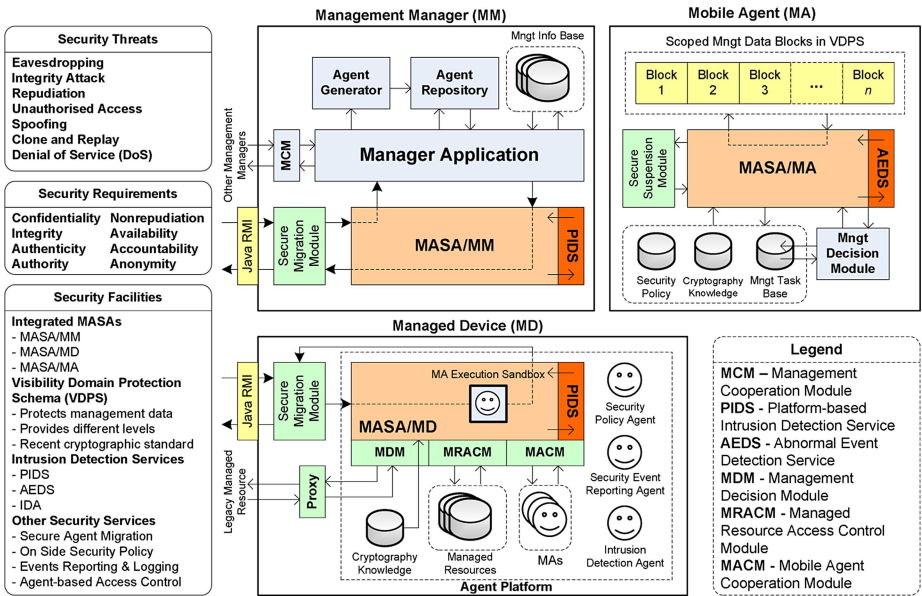 Security Threats
Eavesdropping
Integrity Attack
Repudiation
Unauthorised Access
Spoofing
Clone and Replay
Denial of Service (DoS)
Security Requirements
Confidentiality Nonrepudiation
Integrity Availability
Authenticity Accountability
Authority Anonymity
Security Facilities
Integrated MASAs
- MASA/MM
- MASA/MD
- MASA/MA
Visibility Domain Protection
Schema (VDPS)
- Protects management data
- Provides different levels
- Recent cryptographic standard
Intrusion Detection Services
- PIDS
- AEDS
- IDA
Other Security Services
- Secure Agent Migration
- On Side Security Policy
- Events Reporting & Logging
- Agent-based Access Control
Management Manager (MM)
Mngt Info Base
Agent
Generator
Agent
Repository
Other Management
Managers
MCM
Manager Application
Java RMI
Secure
Migration
Module
MASA/MM
PIDS
Mobile Agent (MA)
Scoped Mngt Data Blocks in VDPS
Block
1
Block
2
Block
3
...
Block
n
Secure
Suspension
Module
MASA/MA
AEDS
Security
Policy
Cryptography
Knowledge
Mngt Task
Base
Mngt
Decision
Module
Managed Device (MD)
Java RMI
Secure
Migration
Module
MA Execution Sandbox
MASA/MD
PIDS
MDM
MRACM
MACM
Legacy Managed
Resource
Proxy
Cryptography
Knowledge
Managed
Resources
MAs
Security
Policy Agent
Security Event
Reporting Agent
Intrusion
Detection Agent
Agent Platform
Legend
MCM – Management
Cooperation Module
PIDS - Platform-based
Intrusion Detection Service
AEDS - Abnormal Event
Detection Service
MDM - Management
Decision Module
MRACM - Managed
Resource Access Control
Module
MACM - Mobile Agent
Cooperation Module